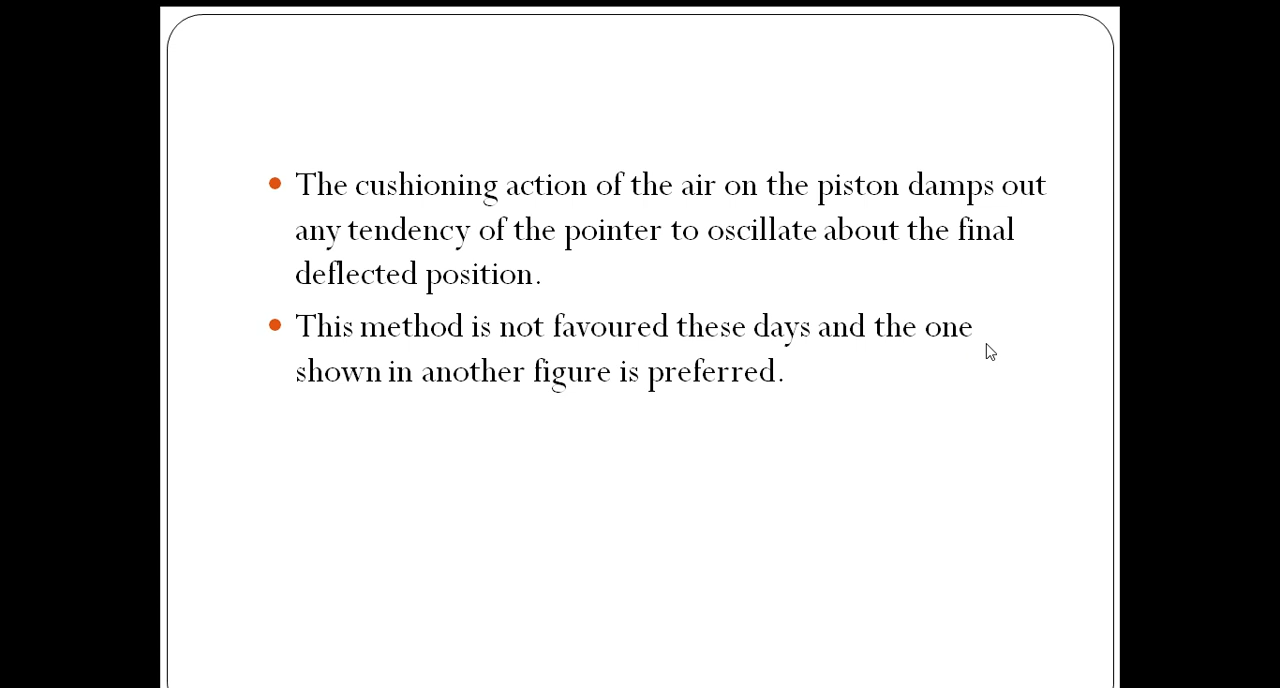 • The cushioning action of the air on the piston damps out
any tendency of the pointer to oscillate about the final
deflected position.
• This method is not favoured these days and the one
shown in another figure is preferred.